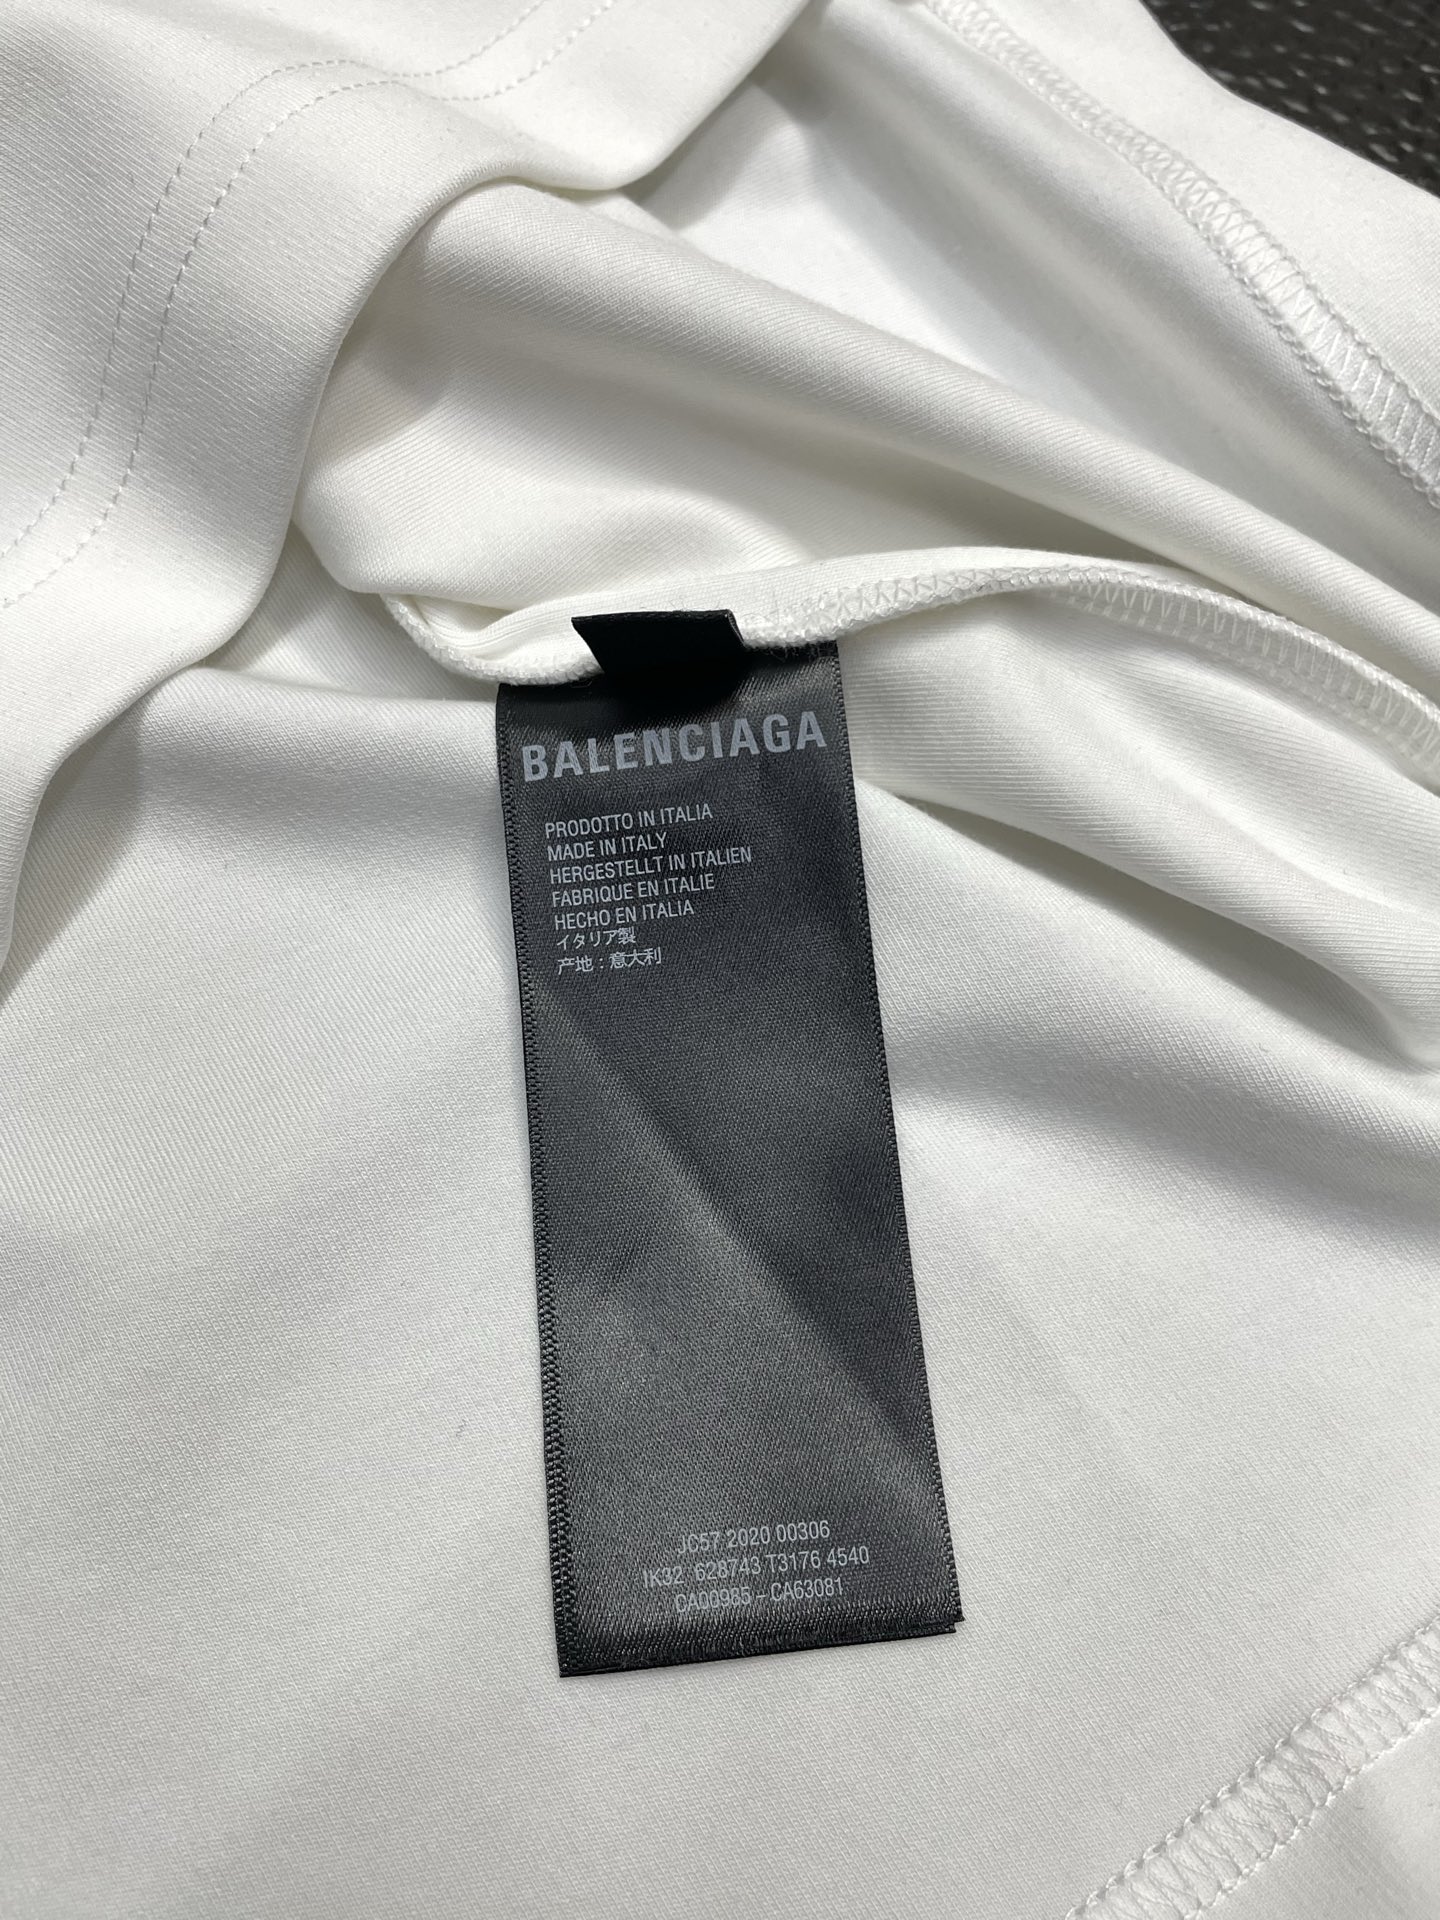 BALENCIAGA
PRODOTTO IN ITALIA
MADE IN ITALY
HERGESTELLT IN ITALIEN
FABRIQUE EN ITALIE
HECHO EN ITALIA
イタリア製
产地：意大利
JC57 2020 00306
IK32 628743 T3176 4540
CA00985 – CA63081